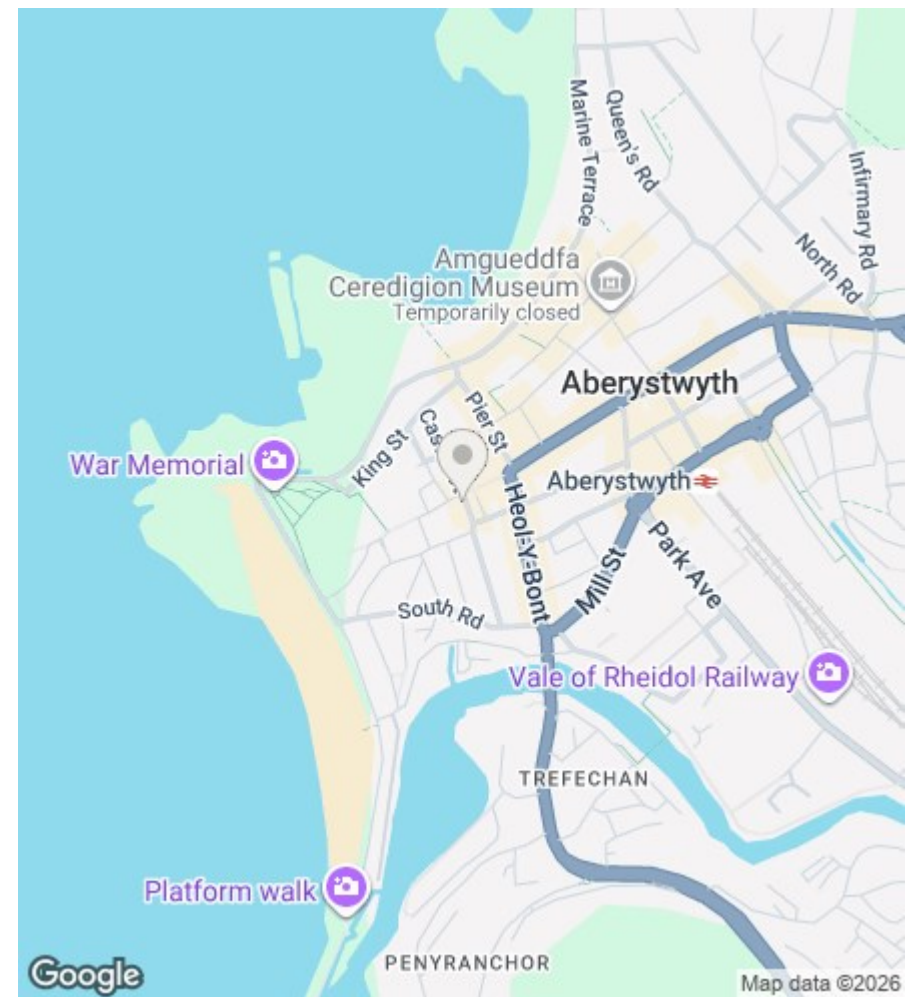 Marine Terrace
Queen's Rd
Infirmary Rd
North Rd
Amgueddfa
Ceredigion Museum
Temporarily closed
Aberystwyth
Pier St
King St
War Memorial
Aberystwyth
Heol-Y-Bont
Mill St
Park Ave
South Rd
Vale of Rheidol Railway
TREFECHAN
Platform walk
PENYRANCHOR
Google
Map data ©2026